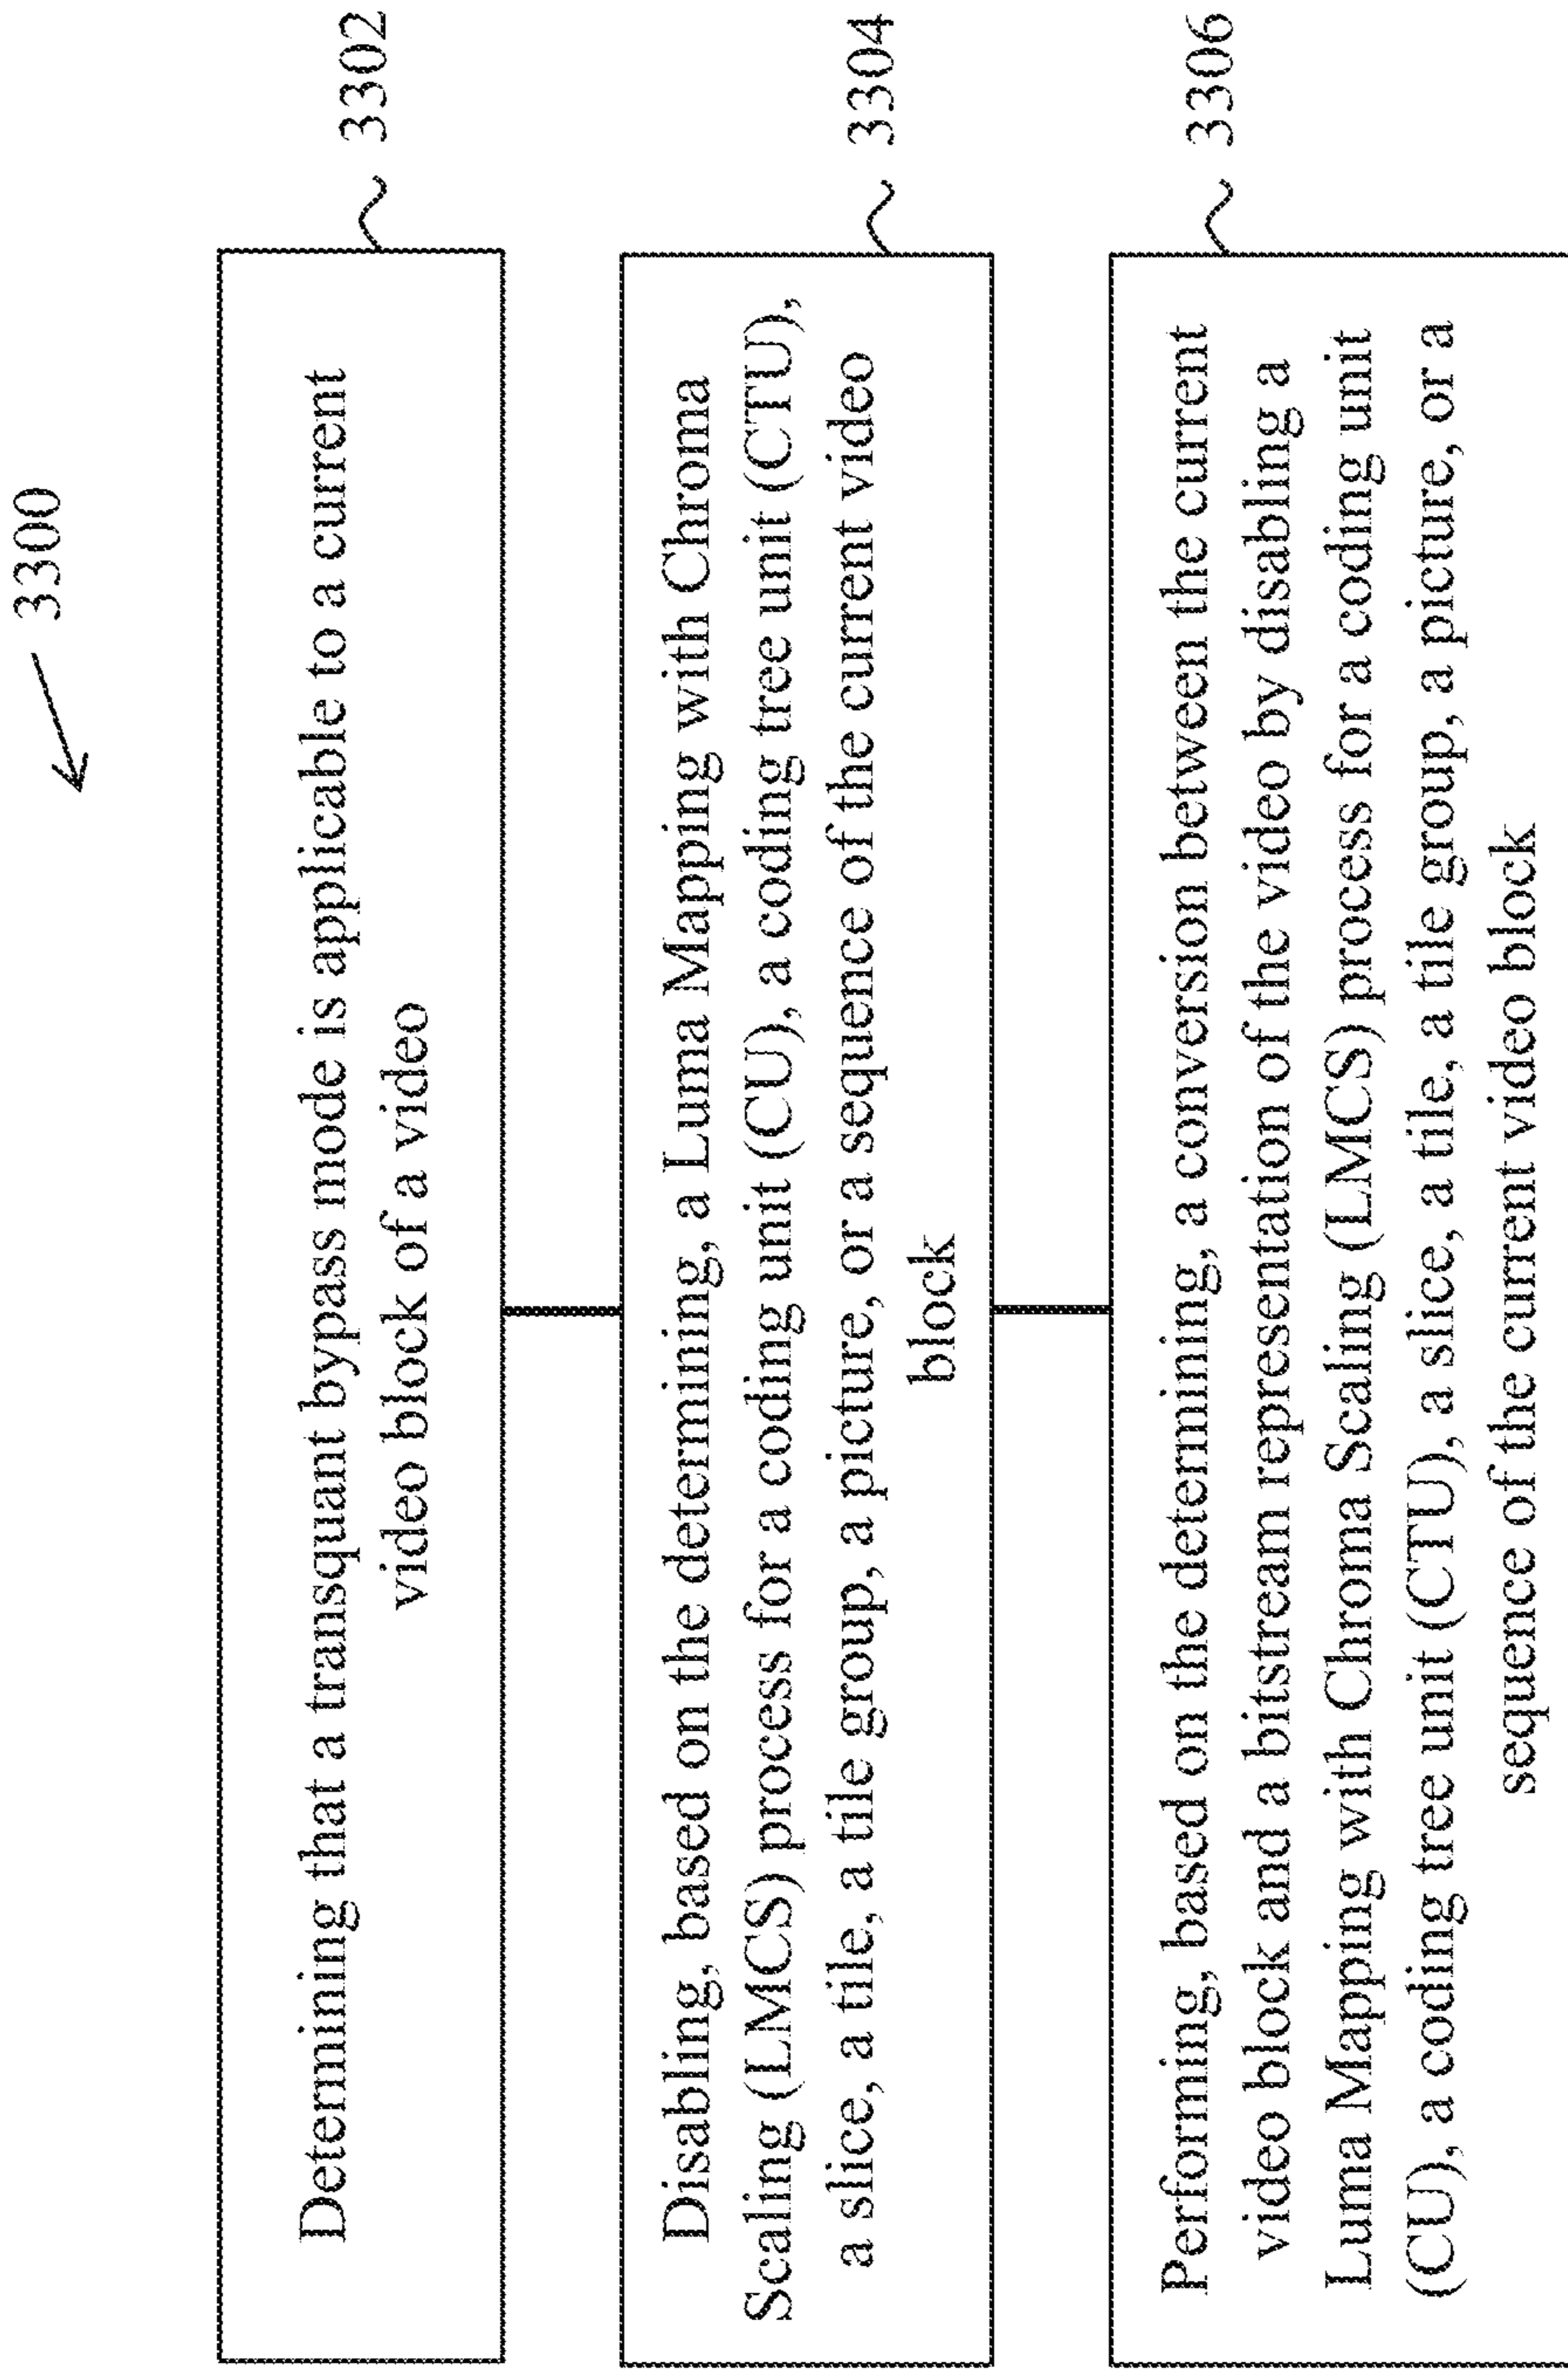 3300
Determining that a transquant bypass mode is applicable to a current
video block of a video
3302
Disabling, based on the determining, a Luma Mapping with Chroma
Scaling (LMCS) process for a coding unit (CU), a coding tree unit (CTU),
a slice, a tile, a tile group, a picture, or a sequence of the current video
block
3304
Performing, based on the determining, a conversion between the current
video block and a bitstream representation of the video by disabling a
Luma Mapping with Chroma Scaling (LMCS) process for a coding unit
(CU), a coding tree unit (CTU), a slice, a tile, a tile group, a picture, or a
sequence of the current video block
3306